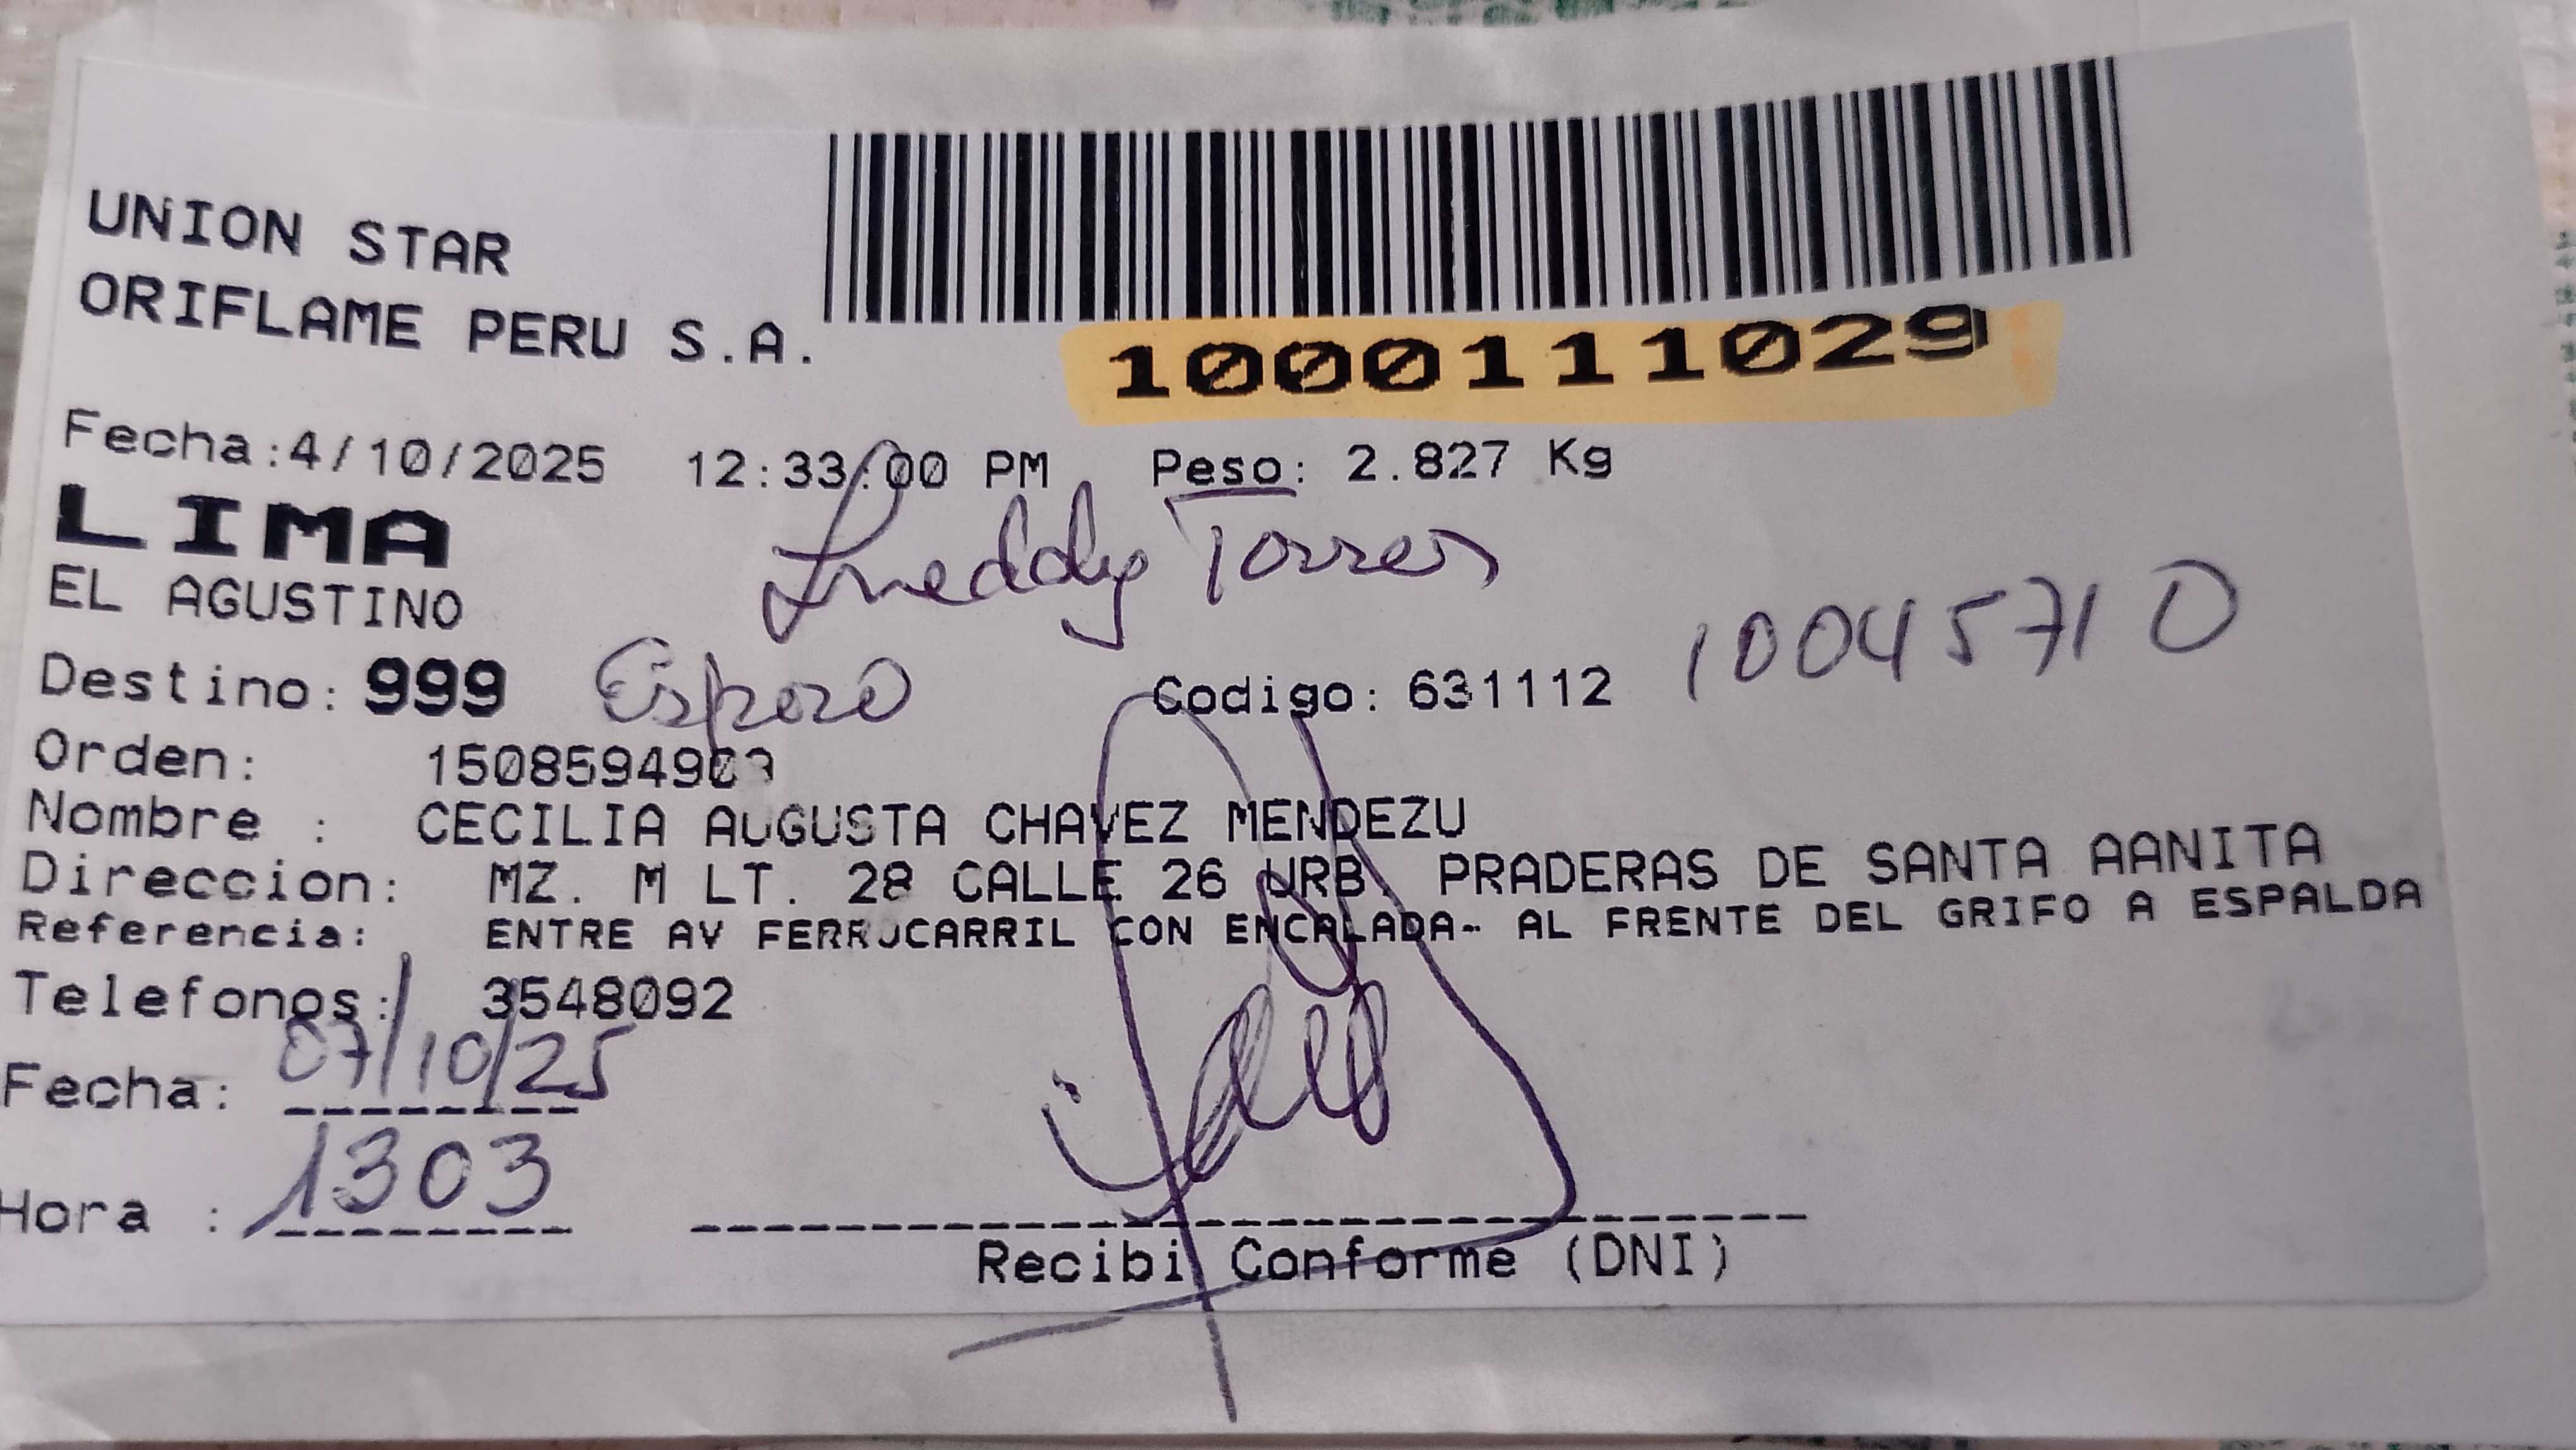 UNION STAR
ORIFLAME PERU S.A.
1000111029
Fecha:4/10/2025 12:33:00 PM Peso: 2.827 Kg
LIMA
Freddy Torres
EL AGUSTINO
10045710
Destino: 999 Esposo Codigo: 631112
Orden:
Nombre : CECILIA AUGUSTA CHAVEZ MENDEZU
Direccion: MZ. M LT. 28 CALLE 26 URB. PRADERAS DE SANTA AANITA
Referencia: ENTRE AV FERROCARRIL CON ENCALADA- AL FRENTE DEL GRIFO A ESPALDA
Telefonos: 3548092
Fecha: 07/10/25
Hora : 1303
Recibi Conforme (DNI)